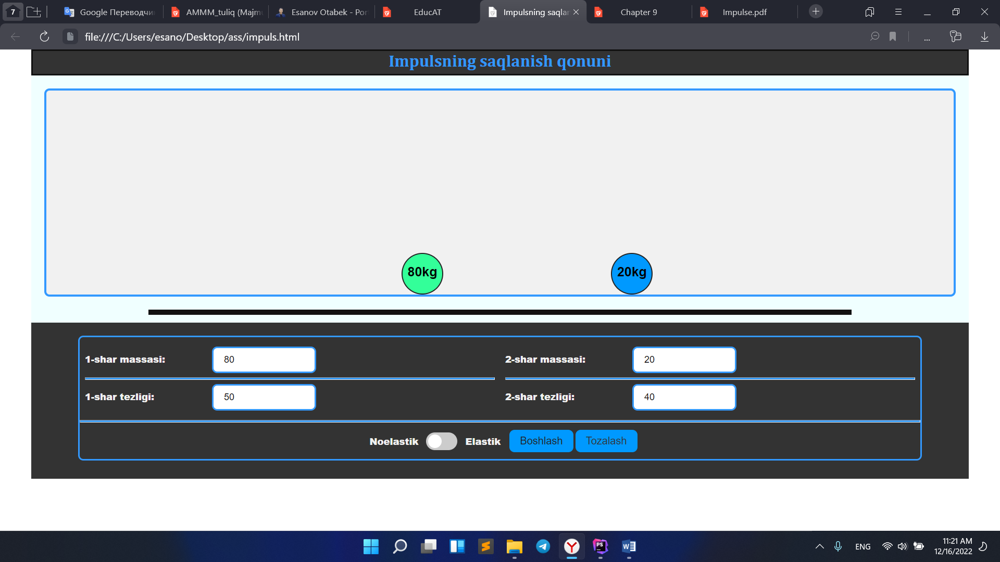 7
Google Переводчи
AMMM_tuliq (Majm
Esanov Otabek - Por
EducAT
Impulsning saqla
Chapter 9
Impulse.pdf
file:///C:/Users/esano/Desktop/ass/impuls.html
Impulsning saqlanish qonuni
80kg
20kg
1-shar massasi:
80
2-shar massasi:
20
1-shar tezligi:
50
2-shar tezligi:
40
Noelastik
Elastik
Boshlash
Tozalash
PS
W
ENG
11:21 AM
12/16/2022